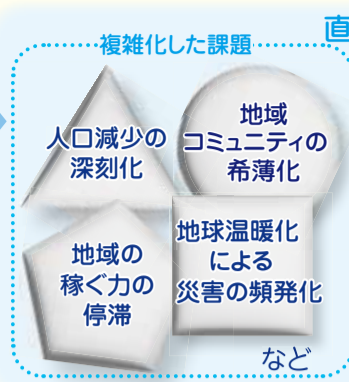 直
複雑化した課題
人口減少の
深刻化
地域
コミュニティの
希薄化
地域の
稼ぐ力の
停滞
地球温暖化
による
災害の頻発化
など